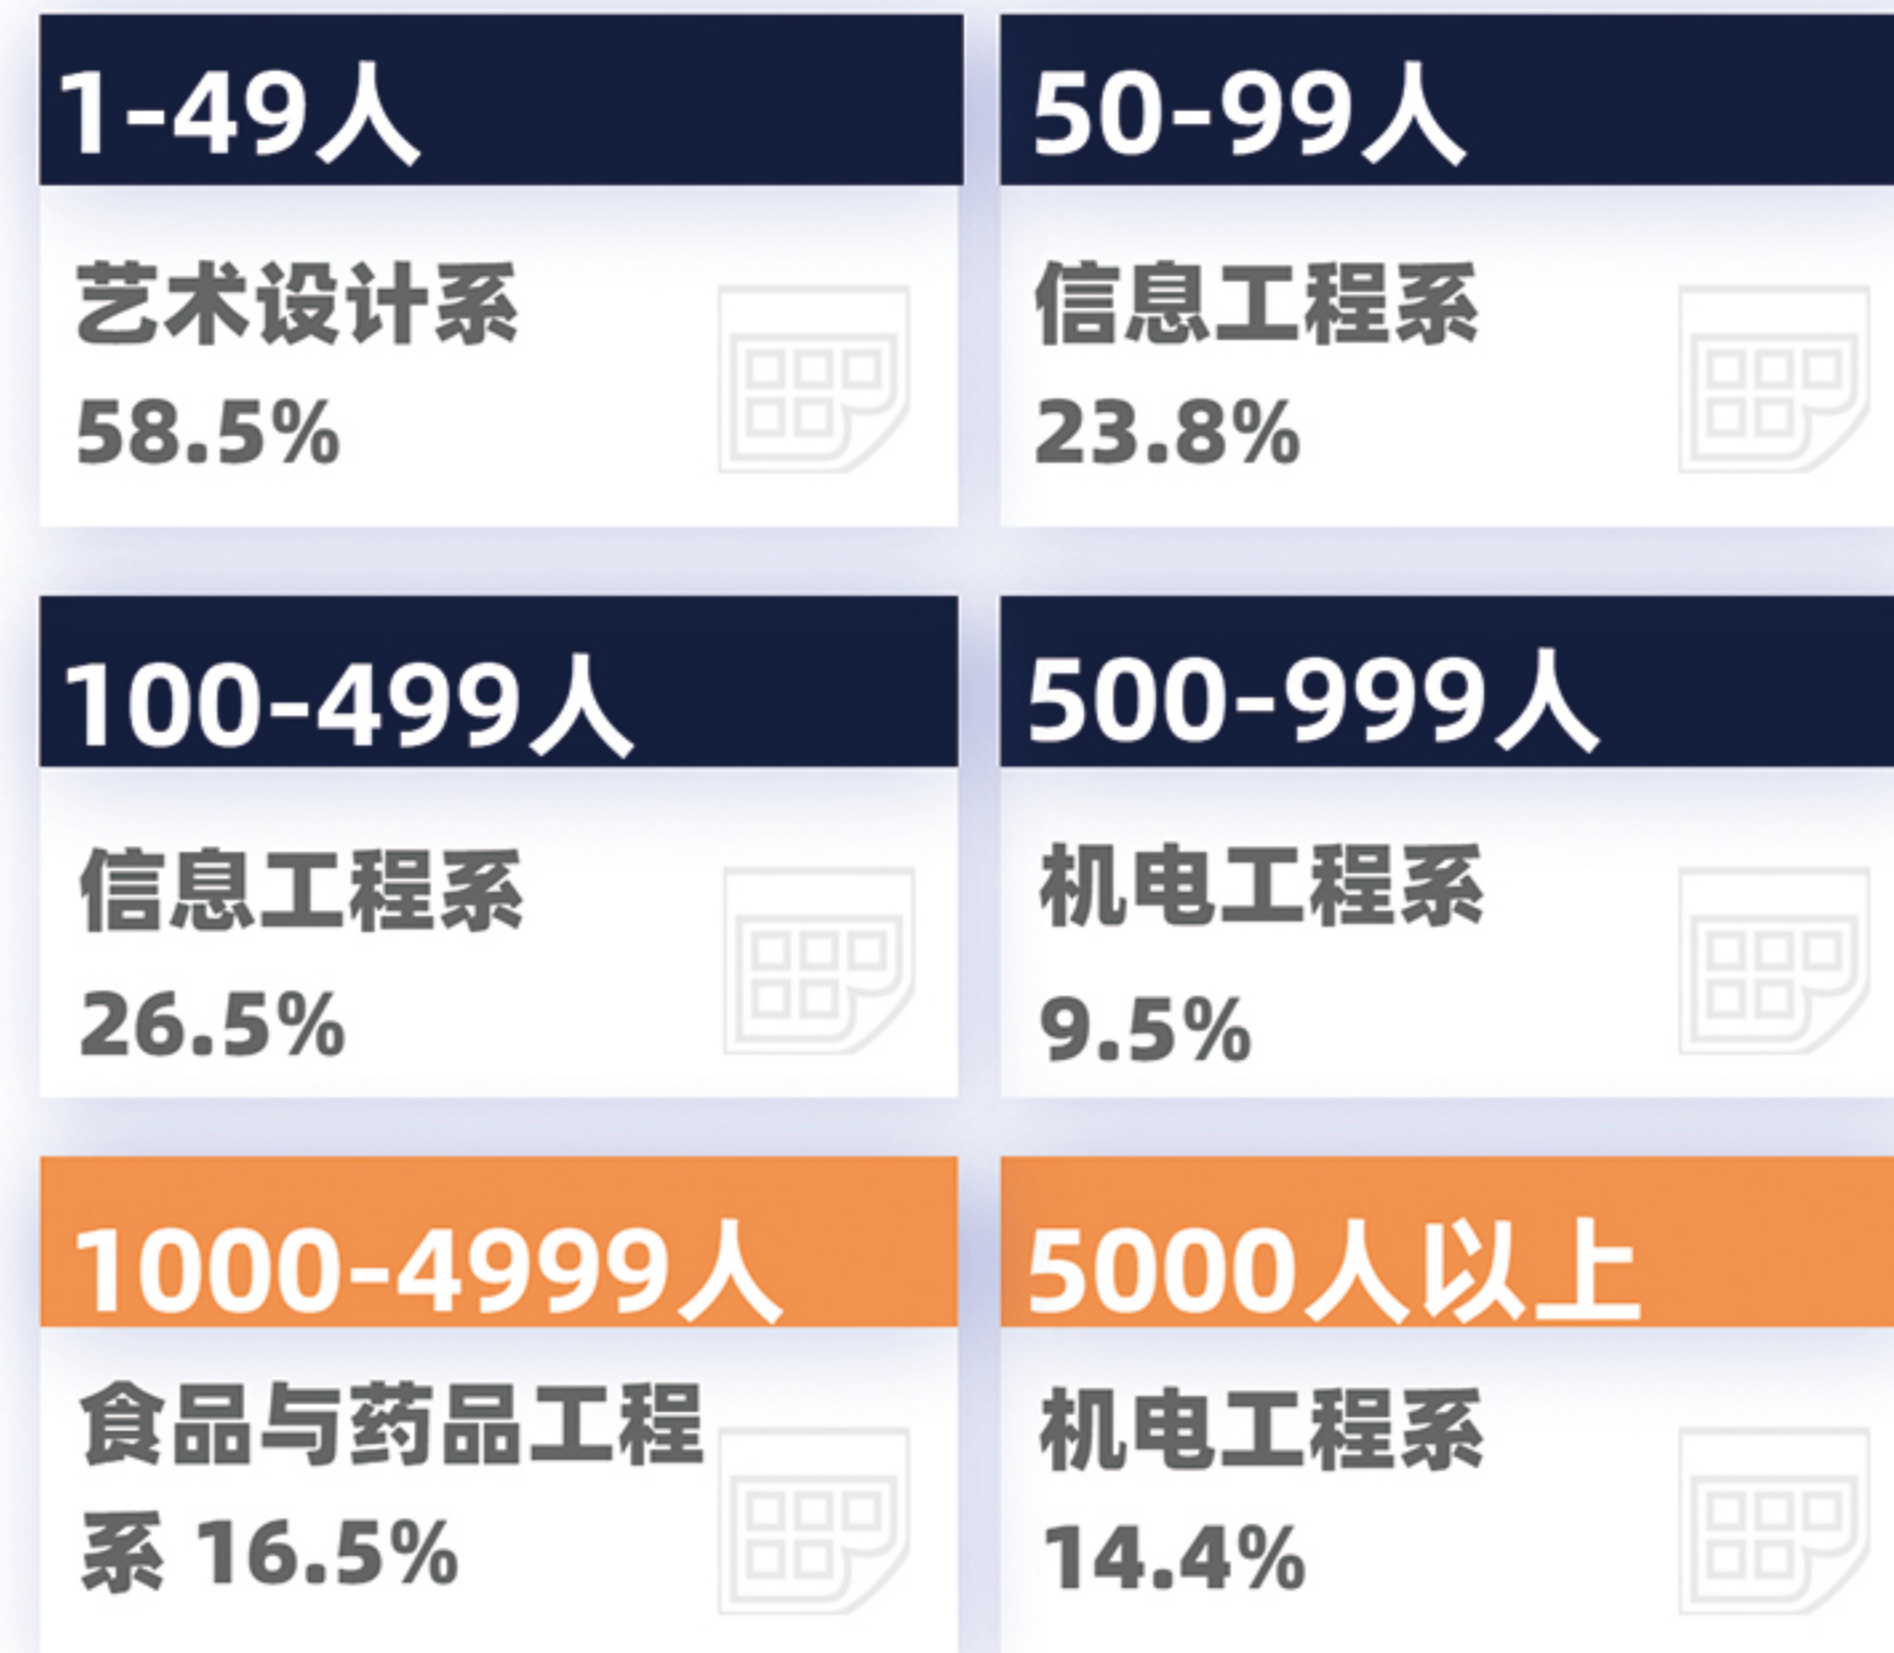 1-49人
艺术设计系
58.5%
50-99人
信息工程系
23.8%
100-499人
信息工程系
26.5%
500-999人
机电工程系
9.5%
1000-4999人
食品与药品工程
系 16.5%
5000人以上
机电工程系
14.4%